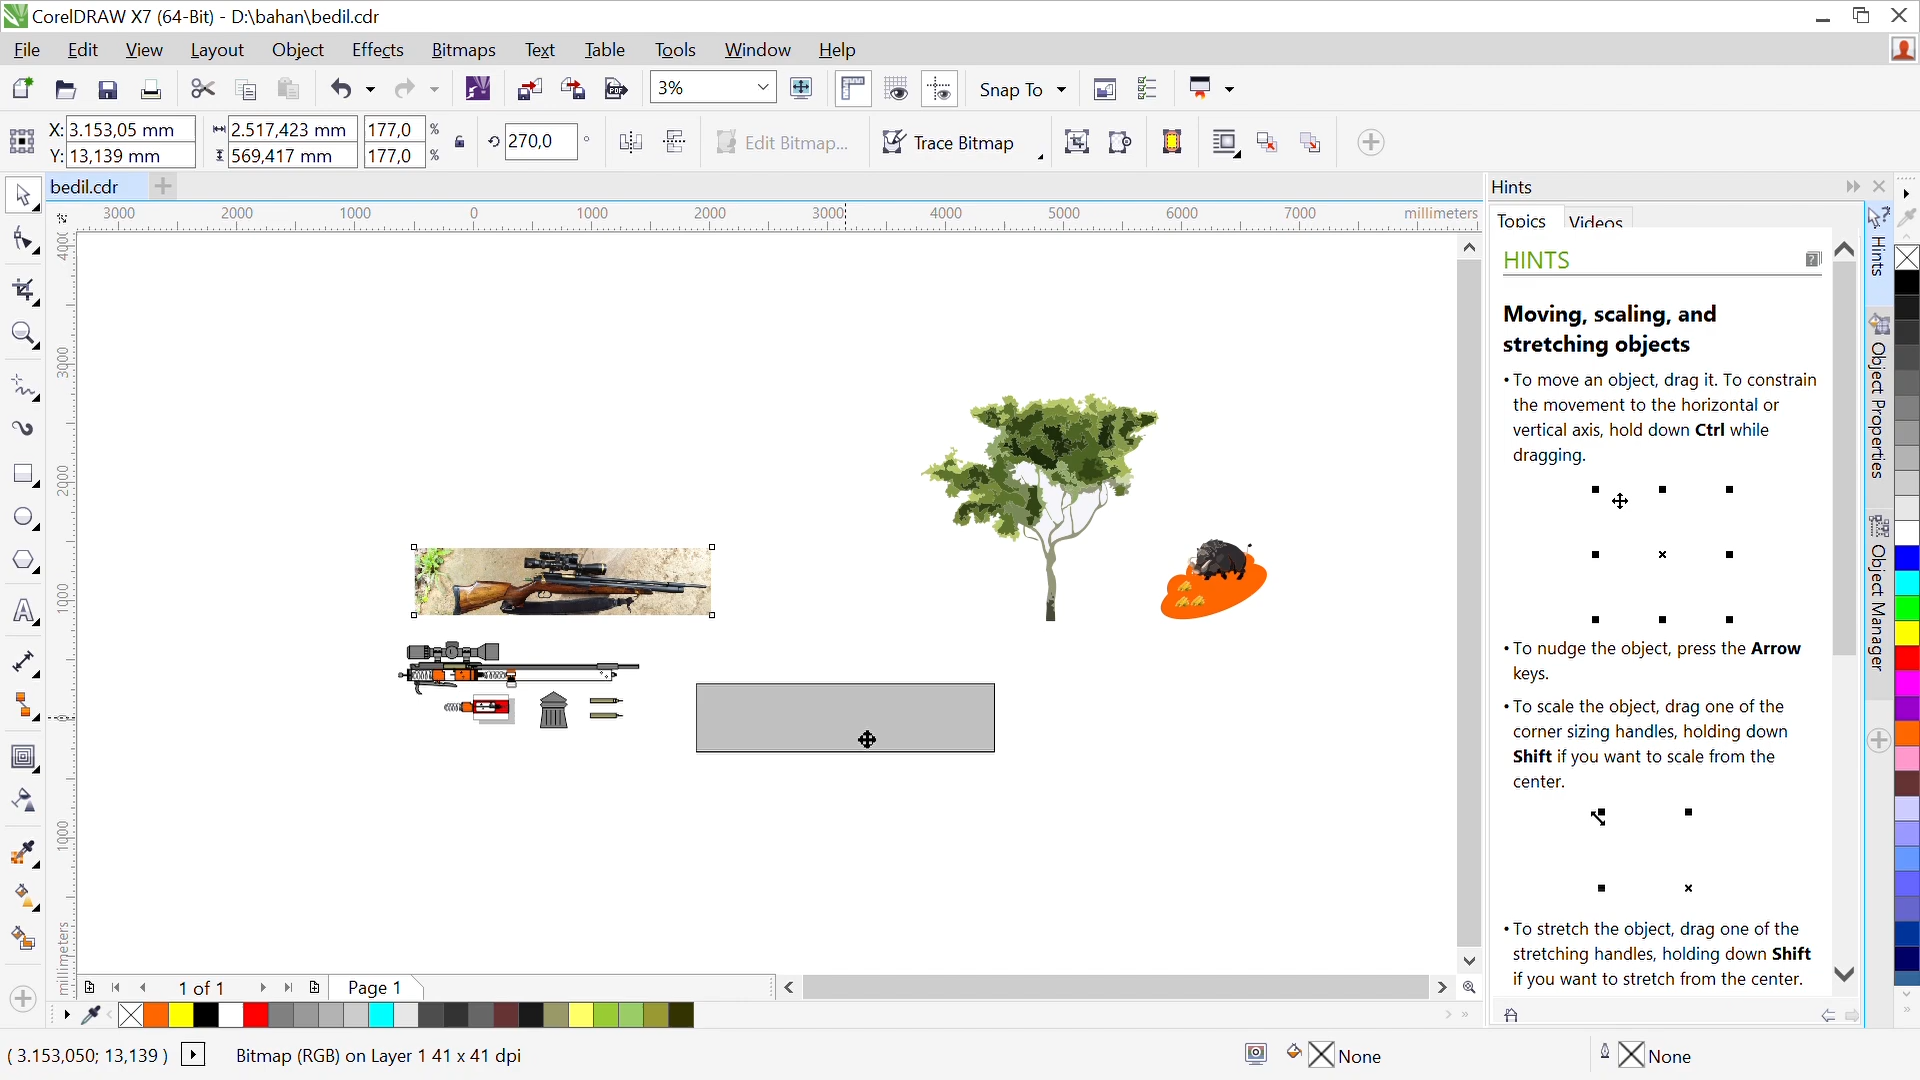 CorelDRAW X7 (64-Bit) - D:\bahan\bedil.cdr
File Edit View Layout Object Effects Bitmaps Text Table Tools Window Help
PDF 3% Snap To
X: 3.153,05 mm 2.517,423 mm 177,0 %
Y: 13,139 mm 569,417 mm 177,0 %
270,0 °
Edit Bitmap... Trace Bitmap
bedil.cdr
3000 2000 1000 0 1000 2000 3000 4000 5000 6000 7000 millimeters
4000
3000
2000
1000
0
1000
millimeters
Hints
Topics Videos
HINTS
Moving, scaling, and
stretching objects
• To move an object, drag it. To constrain
the movement to the horizontal or
vertical axis, hold down Ctrl while
dragging.
• To nudge the object, press the Arrow
keys.
• To scale the object, drag one of the
corner sizing handles, holding down
Shift if you want to scale from the
center.
• To stretch the object, drag one of the
stretching handles, holding down Shift
if you want to stretch from the center.
Hints
Object Properties
Object Manager
1 of 1 Page 1
( 3.153,050; 13,139 ) Bitmap (RGB) on Layer 1 41 x 41 dpi None None